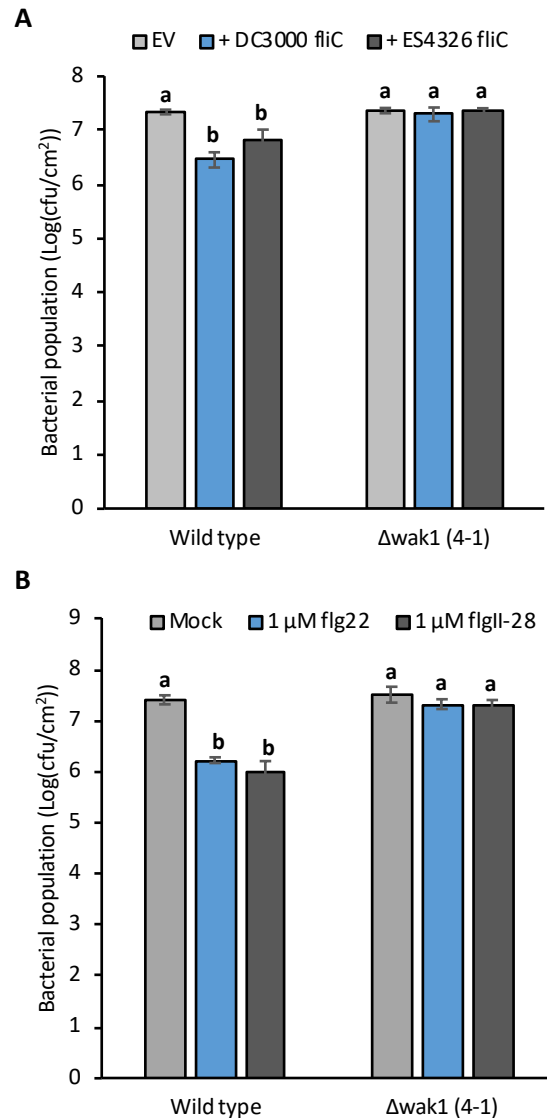 A
EV + DC3000 fliC + ES4326 fliC
Bacterial population (Log(cfu/cm²))
8
7
6
5
4
3
2
1
0
a b b a a a
Wild type Δwak1 (4-1)
B
Mock 1 µM flg22 1 µM flgII-28
Bacterial population (Log(cfu/cm²))
9
8
7
6
5
4
3
2
1
0
a b b a a a
Wild type Δwak1 (4-1)